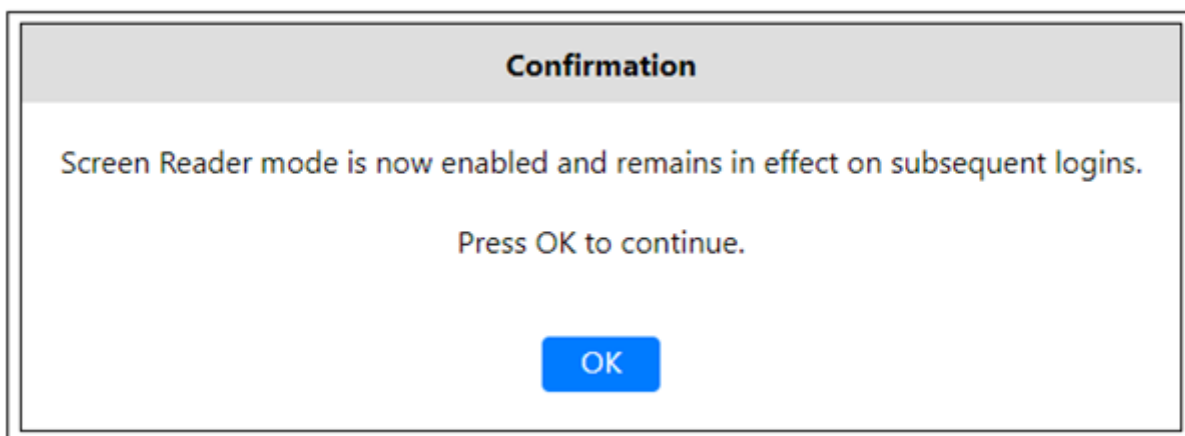 Confirmation
Screen Reader mode is now enabled and remains in effect on subsequent logins.
Press OK to continue.
OK